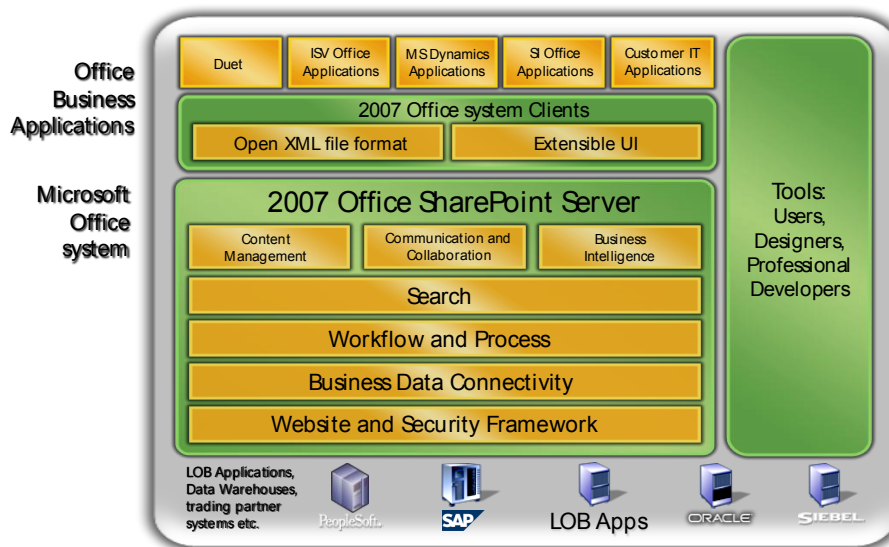 Office
Business
Applications
Microsoft
Office
system
Duet
ISV Office
Applications
MS Dynamics
Applications
SI Office
Applications
Customer IT
Applications
2007 Office system Clients
Open XML file format
Extensible UI
2007 Office SharePoint Server
Content
Management
Communication and
Collaboration
Business
Intelligence
Search
Workflow and Process
Business Data Connectivity
Website and Security Framework
Tools:
Users,
Designers,
Professional
Developers
LOB Applications,
Data Warehouses,
trading partner
systems etc.
PeopleSoft.
SAP
LOB Apps
ORACLE
SIEBEL